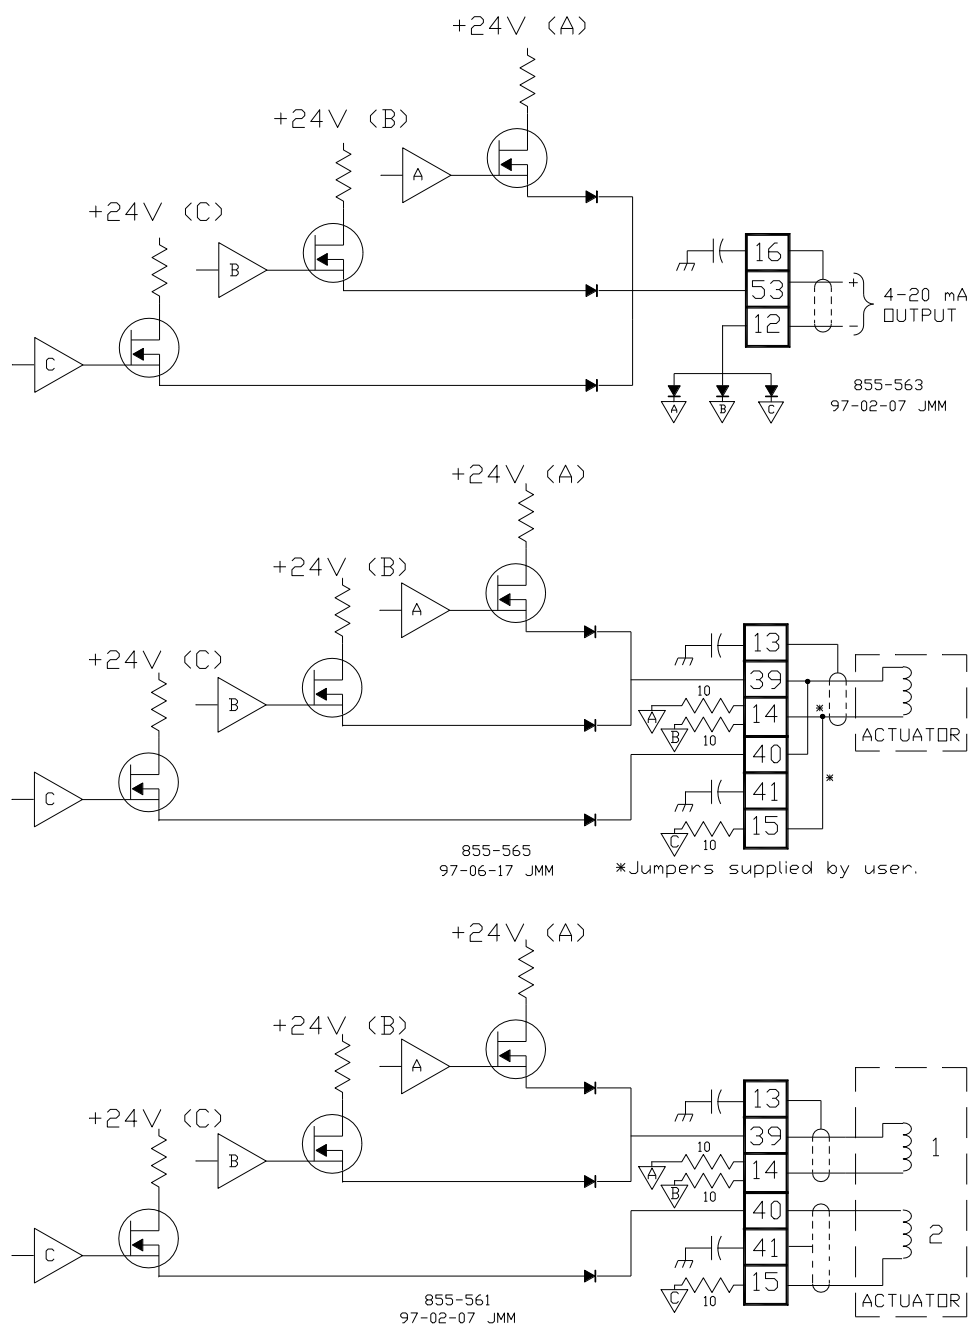 +24V (A)
+24V (B)
A
+24V (C)
B
C
16
53
12
+
-
4-20 mA
OUTPUT
A
B
C
855-563
97-02-07 JMM
+24V (A)
+24V (B)
A
+24V (C)
B
C
13
39
10
A
14
*
B
10
ACTUATOR
40
*
41
15
C
10
855-565
97-06-17 JMM
*Jumpers supplied by user.
+24V (A)
+24V (B)
A
+24V (C)
B
C
13
39
1
10
A
14
B
10
40
2
41
15
C
10
ACTUATOR
855-561
97-02-07 JMM